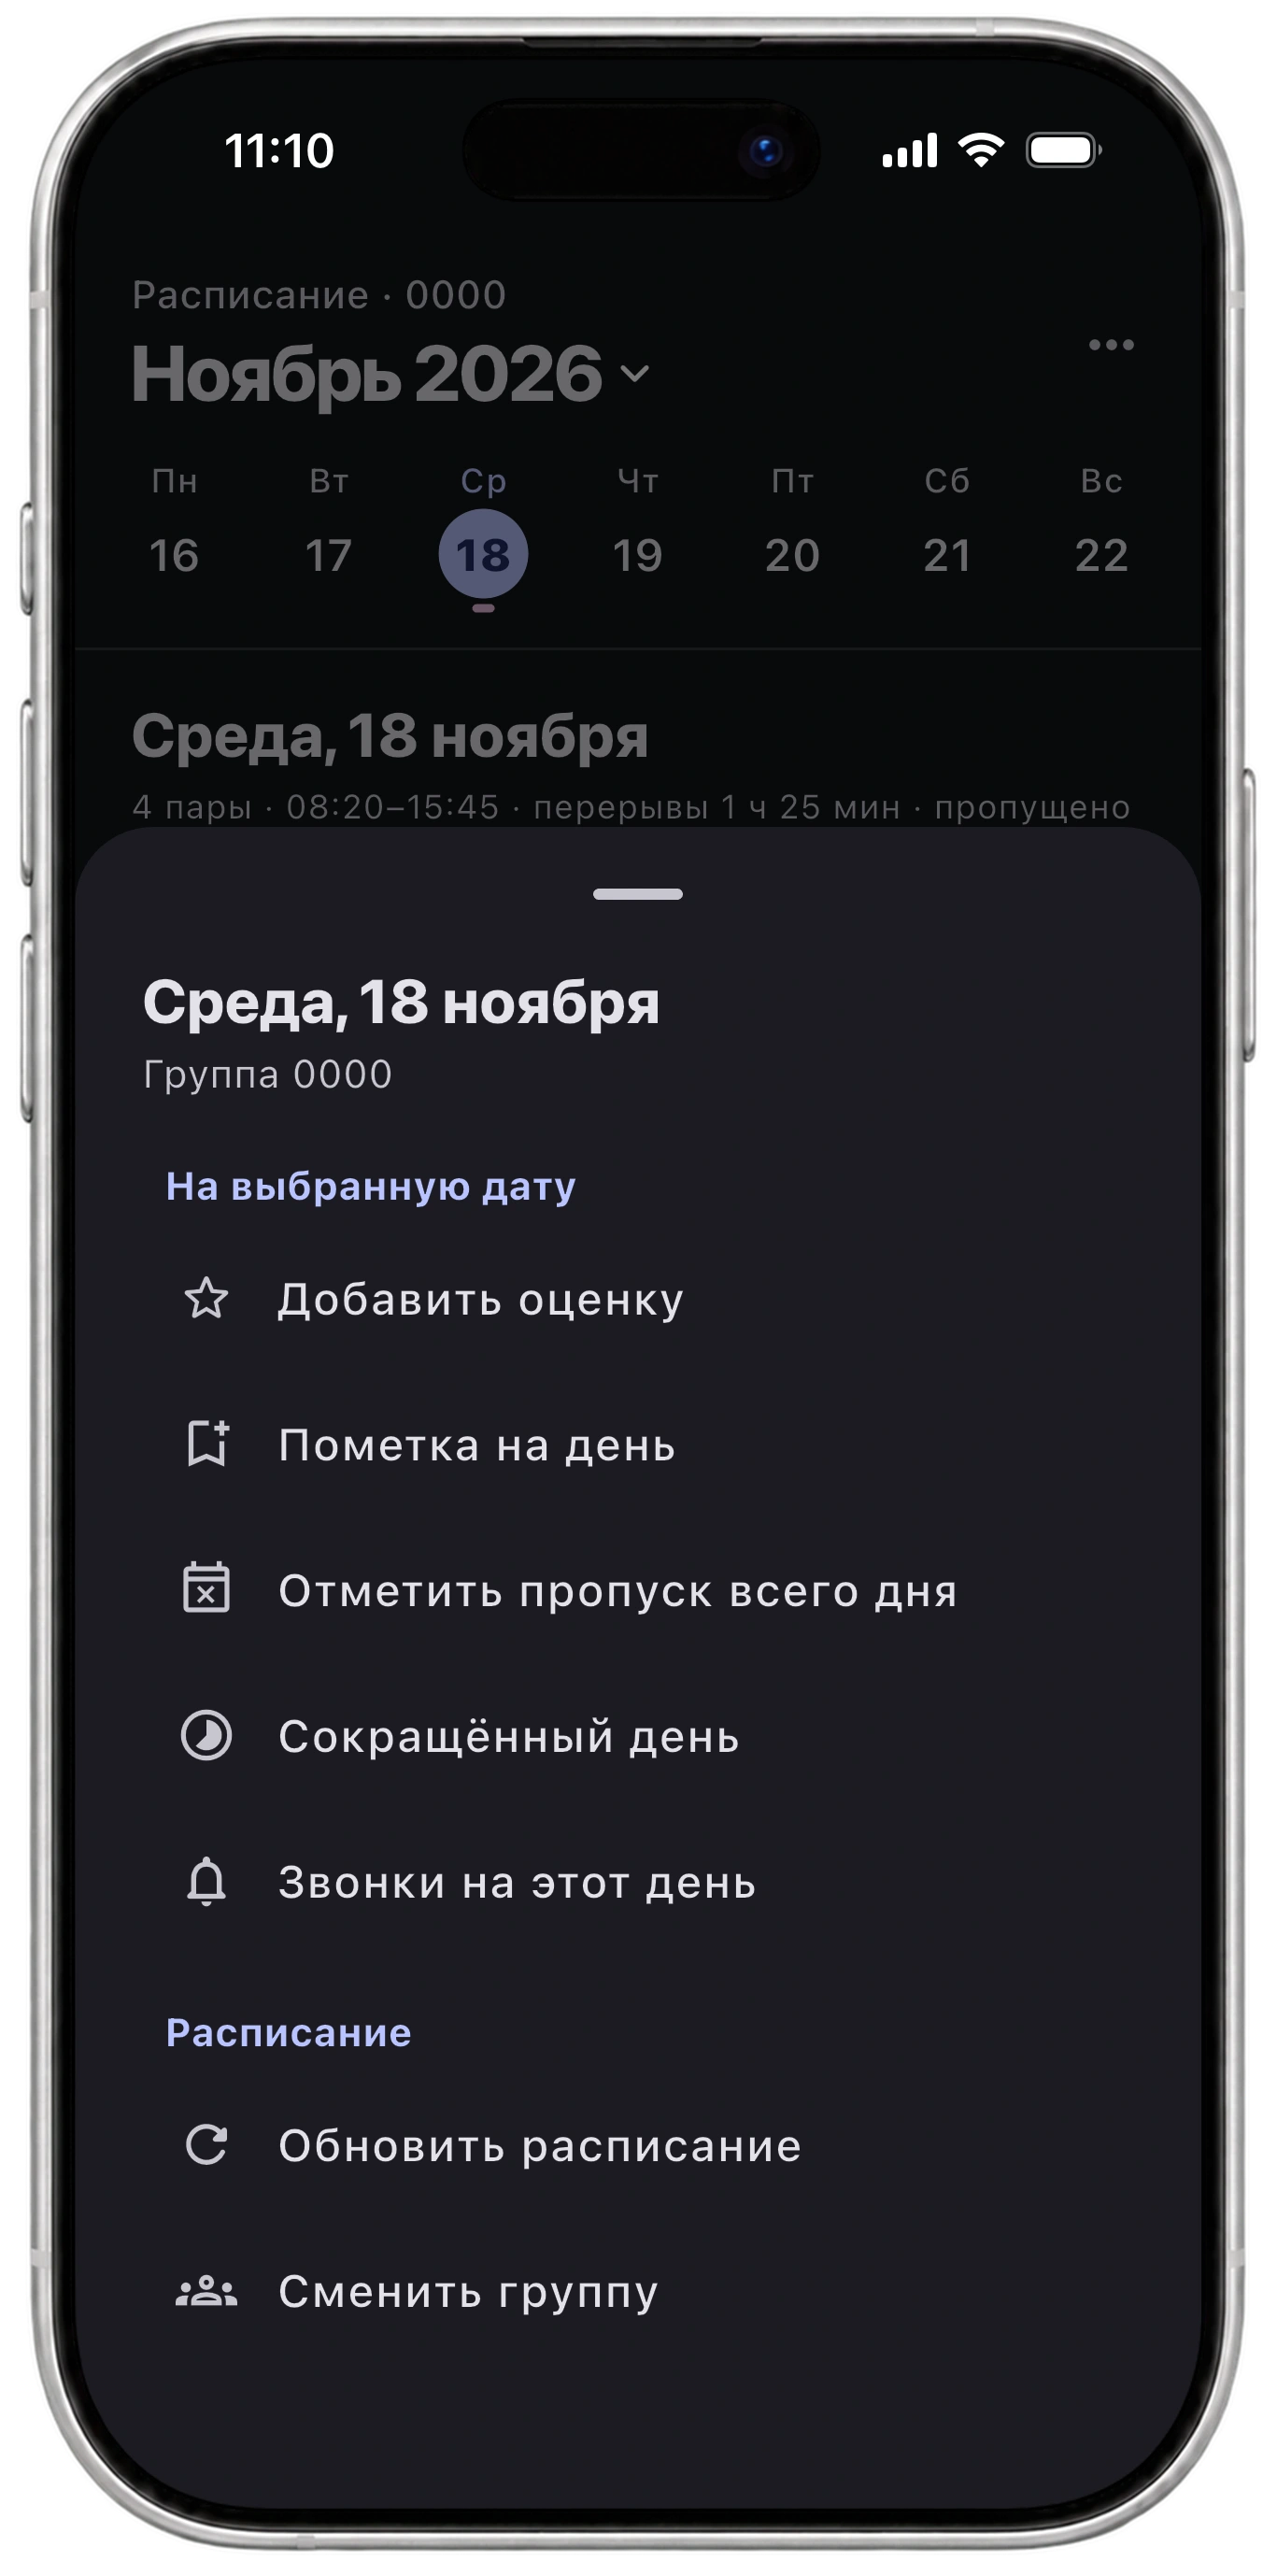 11:10
Расписание · 0000
Ноябрь 2026
Пн Вт Ср Чт Пт Сб Вс
16 17 18 19 20 21 22
Среда, 18 ноября
4 пары · 08:20–15:45 · перерывы 1 ч 25 мин · пропущено
Среда, 18 ноября
Группа 0000
На выбранную дату
Добавить оценку
Пометка на день
Отметить пропуск всего дня
Сокращённый день
Звонки на этот день
Расписание
Обновить расписание
Сменить группу